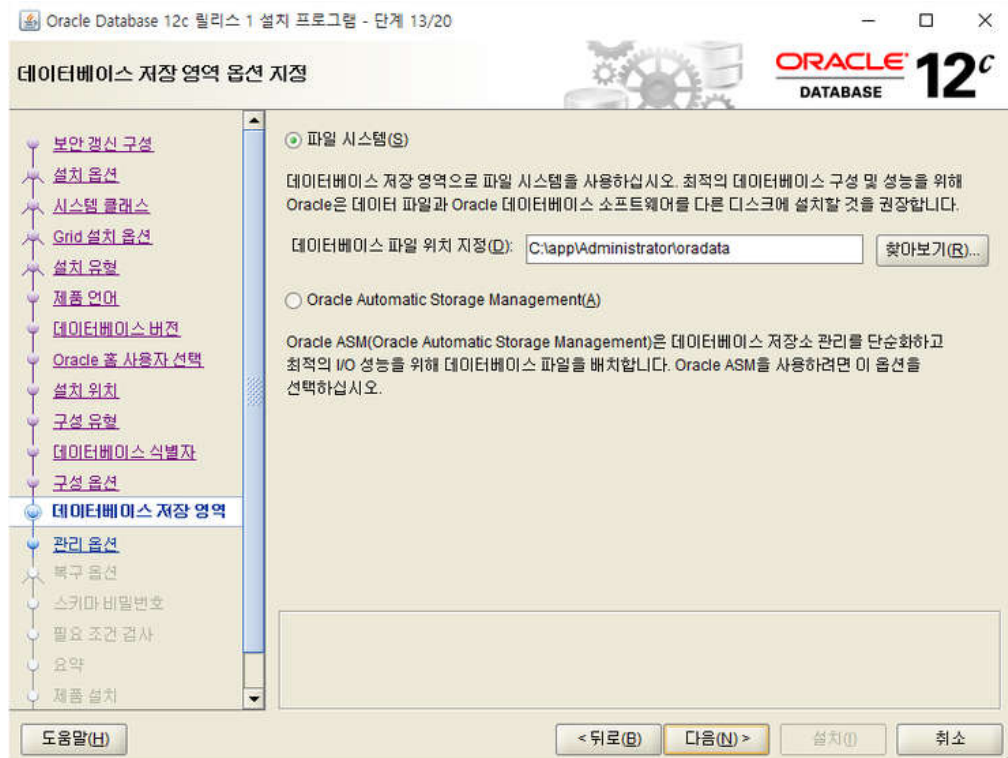 Oracle Database 12c 릴리스 1 설치 프로그램 - 단계 13/20
데이터베이스 저장 영역 옵션 지정
ORACLE
DATABASE
12c
보안 갱신 구성
설치 옵션
시스템 클래스
Grid 설치 옵션
설치 유형
제품 언어
데이터베이스 버전
Oracle 홈 사용자 선택
설치 위치
구성 유형
데이터베이스 식별자
구성 옵션
데이터베이스 저장 영역
관리 옵션
복구 옵션
스키마 비밀번호
필요 조건 검사
요약
제품 설치
파일 시스템(S)
데이터베이스 저장 영역으로 파일 시스템을 사용하십시오. 최적의 데이터베이스 구성 및 성능을 위해
Oracle은 데이터 파일과 Oracle 데이터베이스 소프트웨어를 다른 디스크에 설치할 것을 권장합니다.
데이터베이스 파일 위치 지정(D): C:\app\Administrator\oradata 찾아보기(R)...
Oracle Automatic Storage Management(A)
Oracle ASM(Oracle Automatic Storage Management)은 데이터베이스 저장소 관리를 단순화하고
최적의 I/O 성능을 위해 데이터베이스 파일을 배치합니다. Oracle ASM을 사용하려면 이 옵션을
선택하십시오.
도움말(H) < 뒤로(B) 다음(N) > 설치(I) 취소